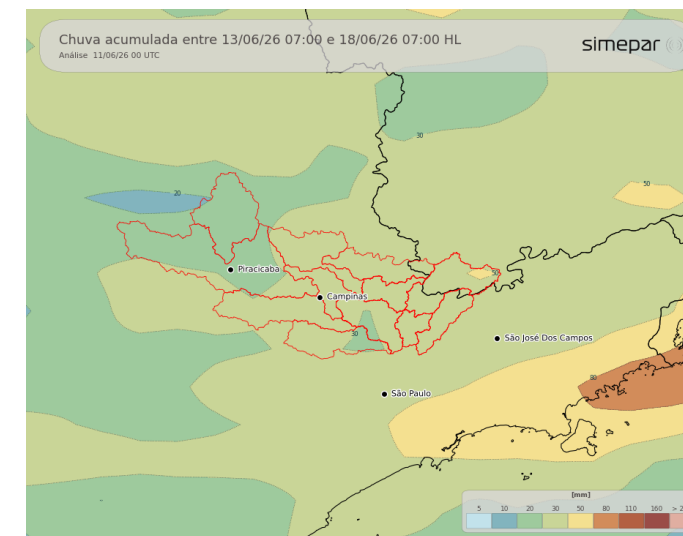 Chuva acumulada entre 13/06/26 07:00 e 18/06/26 07:00 HL
simepar
Análise 11/06/26 00 UTC
30
20
50
Piracicaba
50
Campinas
30
São José Dos Campos
80
São Paulo
[mm]
5 10 20 30 50 80 110 160 > 2